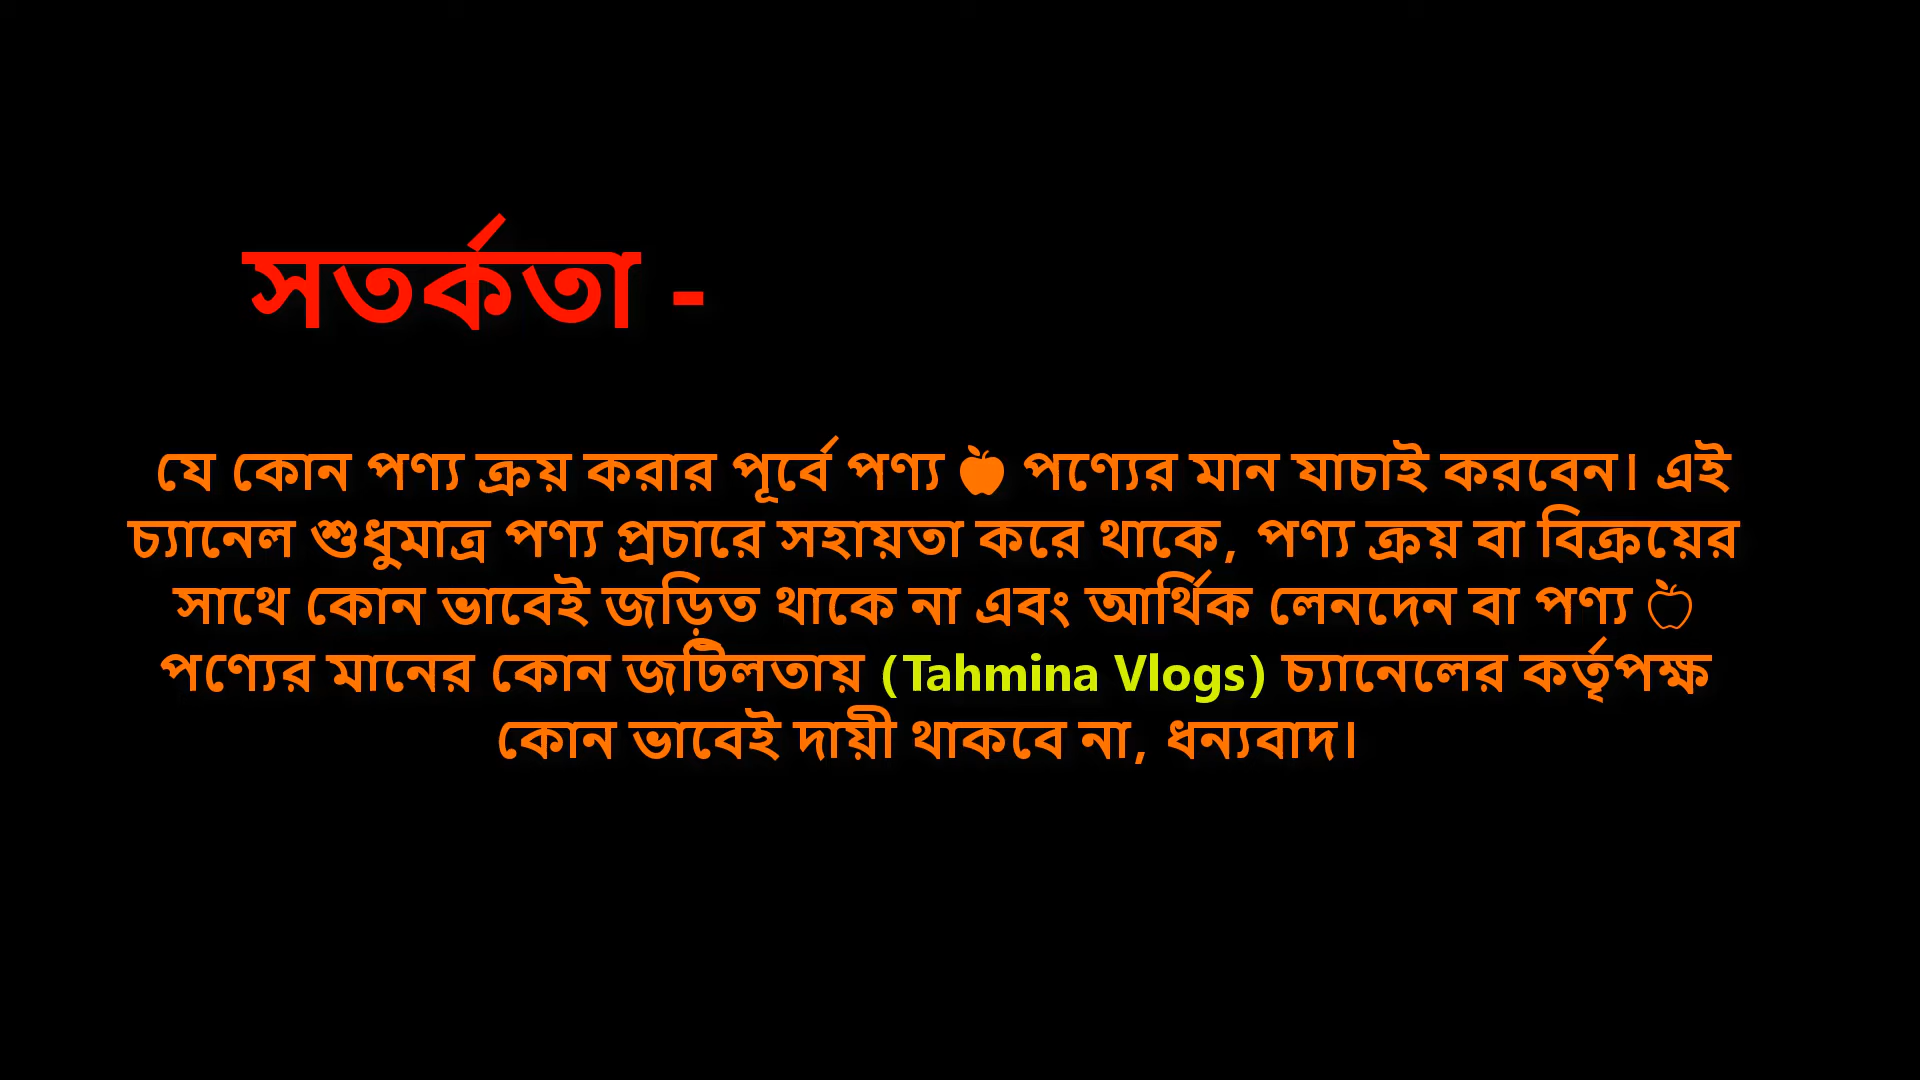 সতর্কতা -
যে কোন পণ্য ক্রয় করার পূর্বে পণ্য 🍎 পণ্যের মান যাচাই করবেন। এই
চ্যানেল শুধুমাত্র পণ্য প্রচারে সহায়তা করে থাকে, পণ্য ক্রয় বা বিক্রয়ের
সাথে কোন ভাবেই জড়িত থাকে না এবং আর্থিক লেনদেন বা পণ্য 🍎
পণ্যের মানের কোন জটিলতায় (Tahmina Vlogs) চ্যানেলের কর্তৃপক্ষ
কোন ভাবেই দায়ী থাকবে না, ধন্যবাদ।